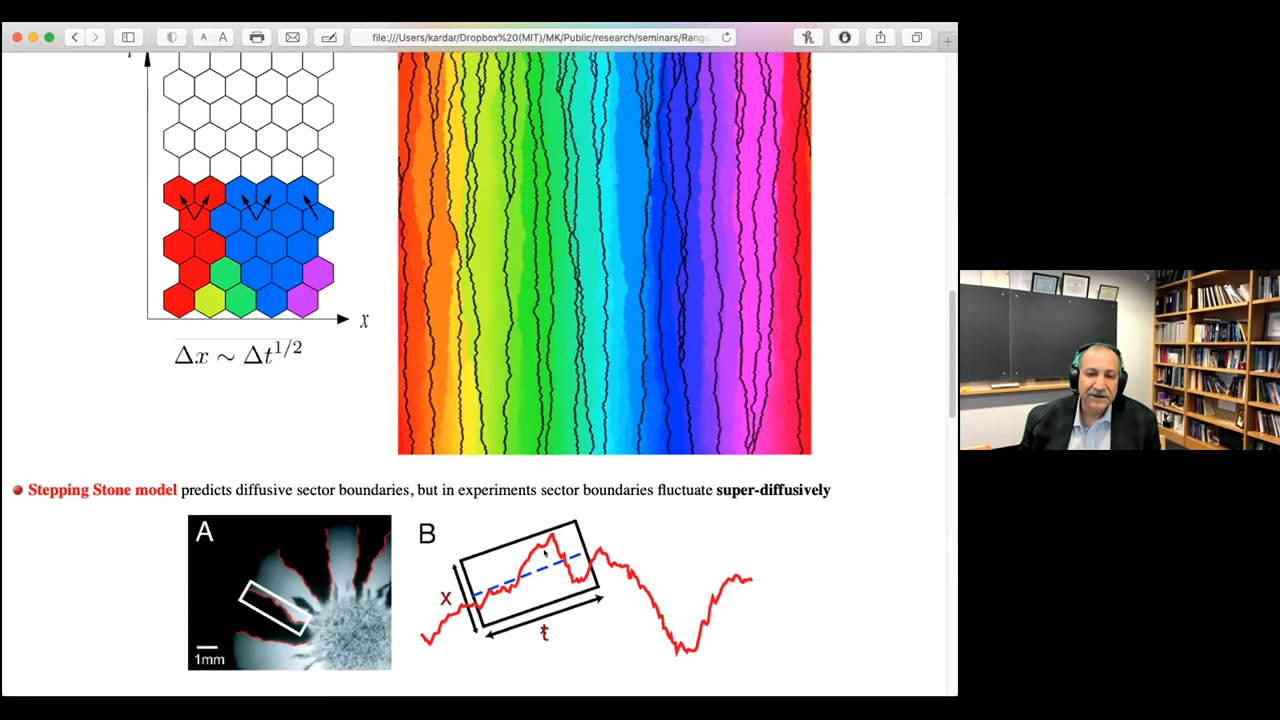 A A
file:///Users/kardar/Dropbox%20(MIT)/MK/Public/research/seminars/Rang
x
Δx ∼ Δt^{1/2}
Stepping Stone model predicts diffusive sector boundaries, but in experiments sector boundaries fluctuate super-diffusively
A
1mm
B
x
t